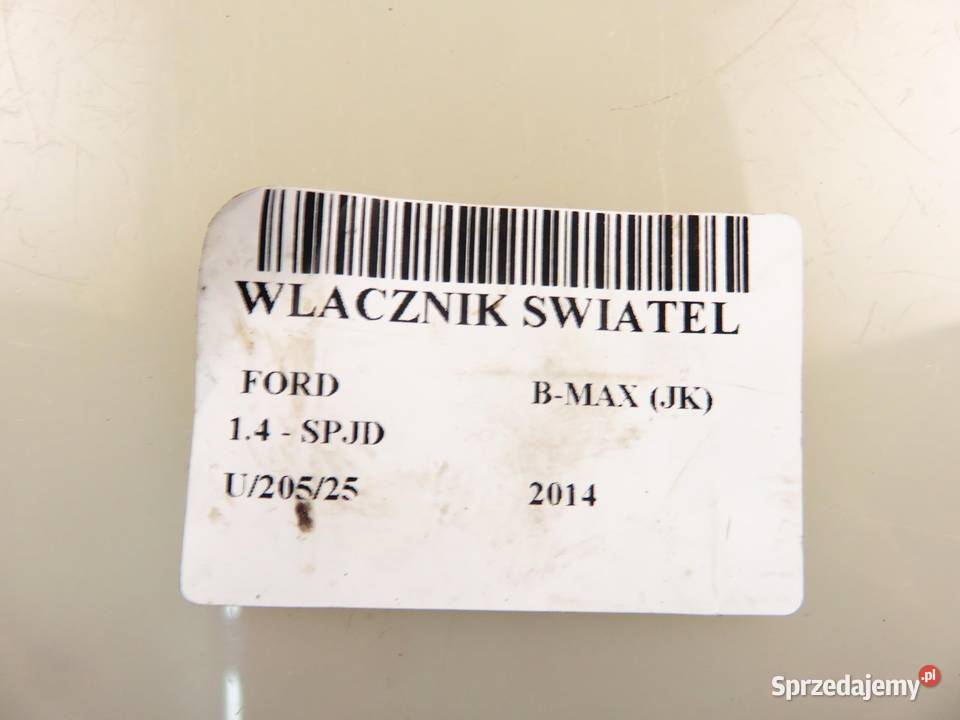 WLACZNIK SWIATEL
FORD B-MAX (JK)
1.4 - SPJD
U/205/25 2014
Sprzedajemy.pl